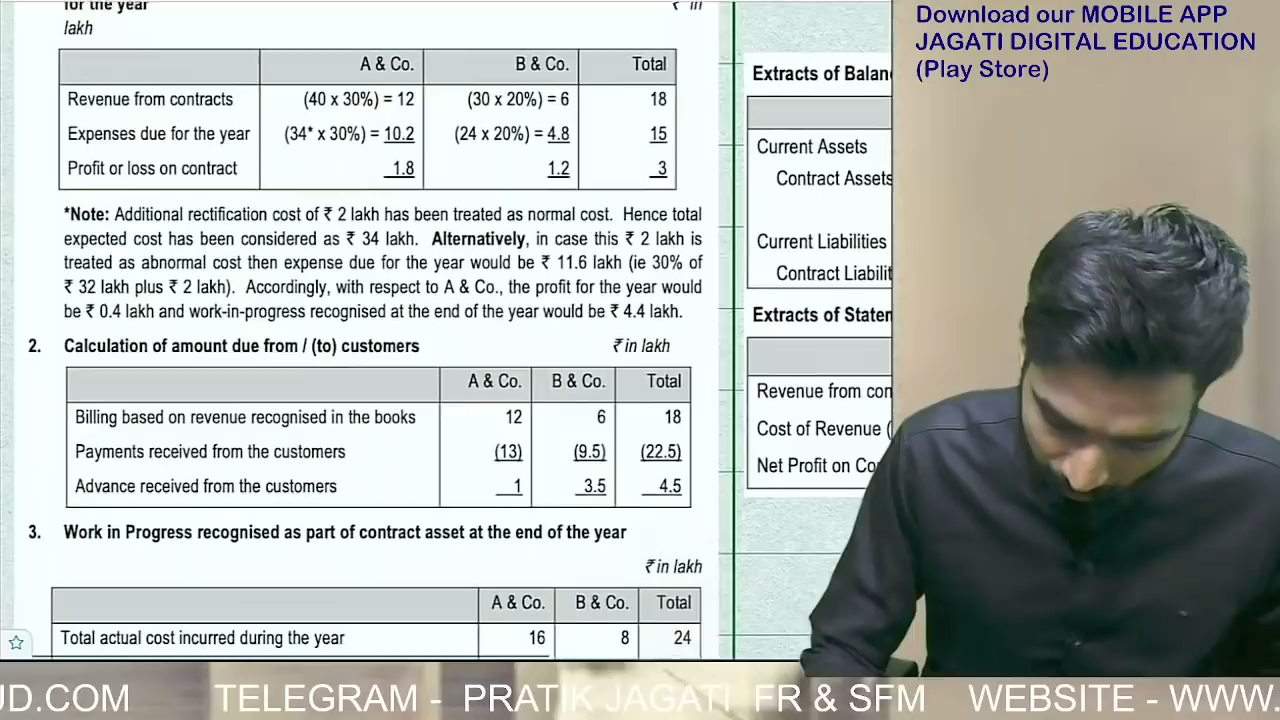 for the year ₹ in
lakh
A & Co. B & Co. Total
Revenue from contracts (40 x 30%) = 12 (30 x 20%) = 6 18
Expenses due for the year (34* x 30%) = 10.2 (24 x 20%) = 4.8 15
Profit or loss on contract 1.8 1.2 3
*Note: Additional rectification cost of ₹ 2 lakh has been treated as normal cost. Hence total
expected cost has been considered as ₹ 34 lakh. Alternatively, in case this ₹ 2 lakh is
treated as abnormal cost then expense due for the year would be ₹ 11.6 lakh (ie 30% of
₹ 32 lakh plus ₹ 2 lakh). Accordingly, with respect to A & Co., the profit for the year would
be ₹ 0.4 lakh and work-in-progress recognised at the end of the year would be ₹ 4.4 lakh.
2. Calculation of amount due from / (to) customers ₹ in lakh
A & Co. B & Co. Total
Billing based on revenue recognised in the books 12 6 18
Payments received from the customers (13) (9.5) (22.5)
Advance received from the customers 1 3.5 4.5
3. Work in Progress recognised as part of contract asset at the end of the year
₹ in lakh
A & Co. B & Co. Total
Total actual cost incurred during the year 16 8 24
Extracts of Balan
Current Assets
Contract Assets
Current Liabilities
Contract Liabilit
Extracts of Staten
Revenue from con
Cost of Revenue (
Net Profit on Co
Download our MOBILE APP
JAGATI DIGITAL EDUCATION
(Play Store)
UD.COM TELEGRAM - PRATIK JAGATI FR & SFM WEBSITE - WWW.